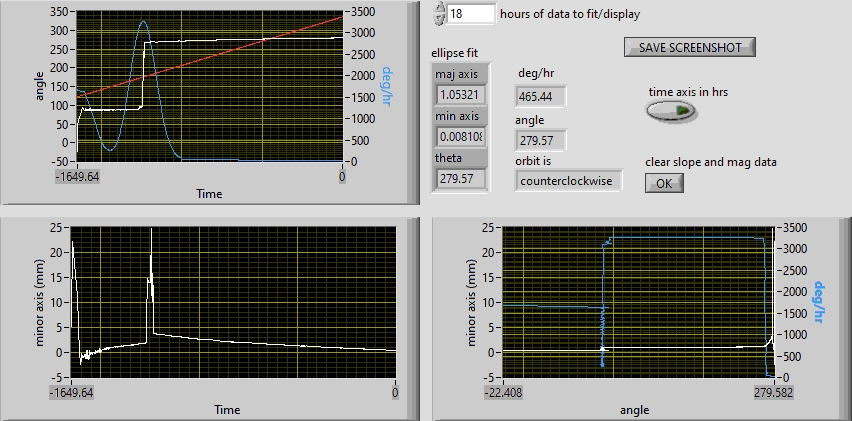 350
300
250
200
150
100
50
0
-50
angle
3500
3000
2500
2000
1500
1000
500
0
deg/hr
-1649.64
0
Time
18
hours of data to fit/display
SAVE SCREENSHOT
ellipse fit
maj axis
1.05321
min axis
theta
279.57
deg/hr
465.44
angle
279.57
orbit is
counterclockwise
time axis in hrs
clear slope and mag data
OK
25
20
15
10
5
0
-5
minor axis (mm)
-1649.64
0
Time
25
20
15
10
5
0
-5
minor axis (mm)
3500
3000
2500
2000
1500
1000
500
0
deg/hr
-22.408
279.582
angle